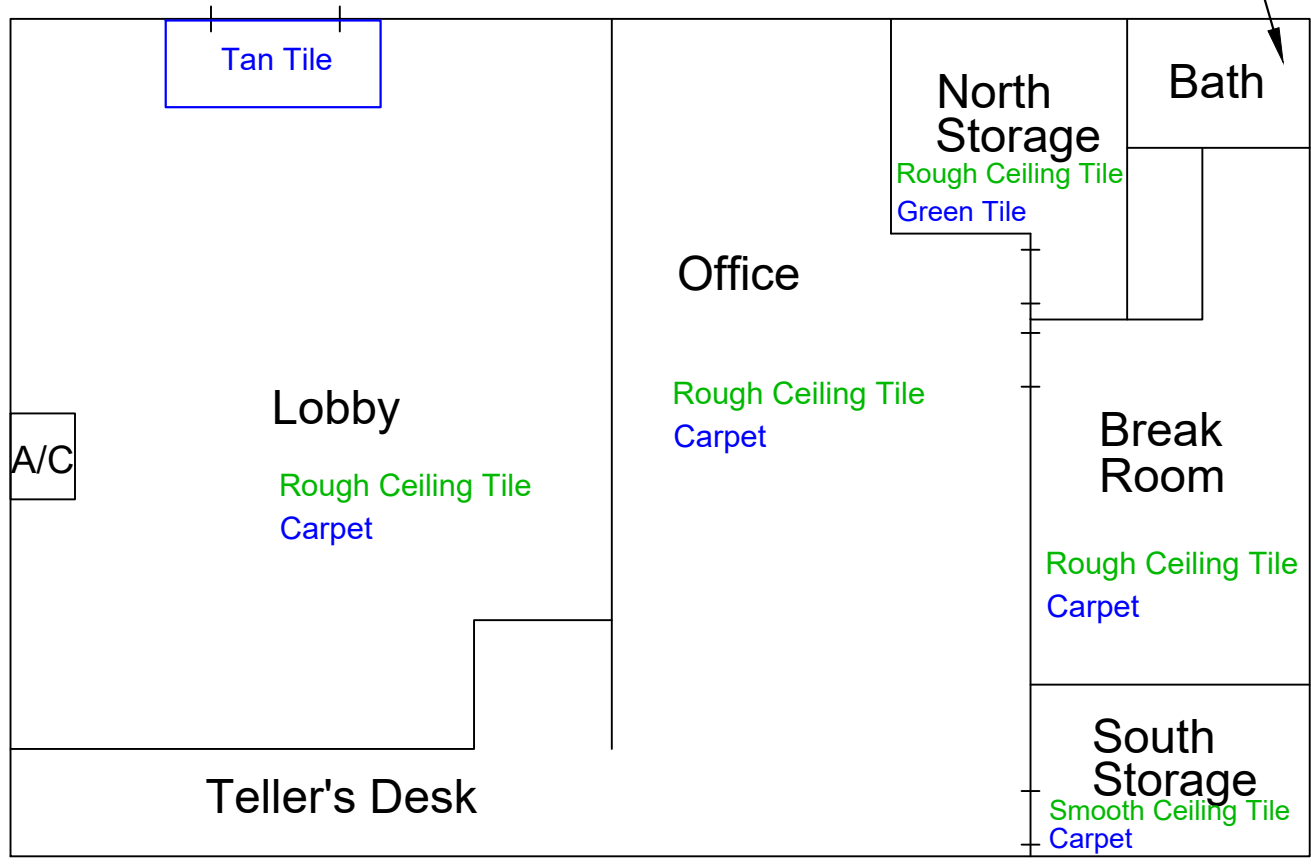 Tan Tile
North
Storage
Rough Ceiling Tile
Green Tile
Bath
Office
Rough Ceiling Tile
Carpet
Lobby
Rough Ceiling Tile
Carpet
A/C
Break
Room
Rough Ceiling Tile
Carpet
Teller's Desk
South
Storage
Smooth Ceiling Tile
Carpet